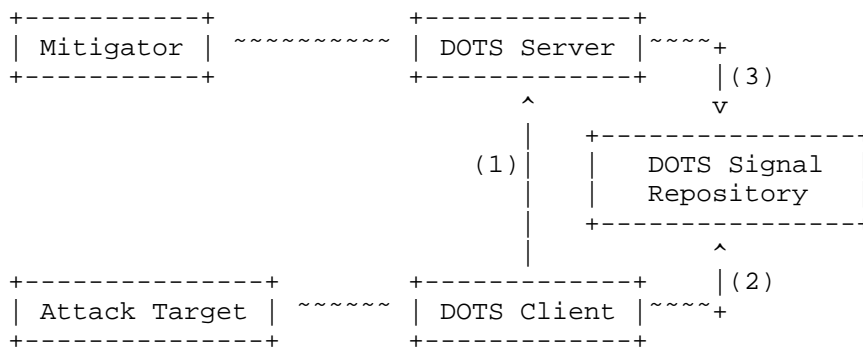 Mitigator DOTS Server
(3)
(1) DOTS Signal
Repository
(2)
Attack Target DOTS Client